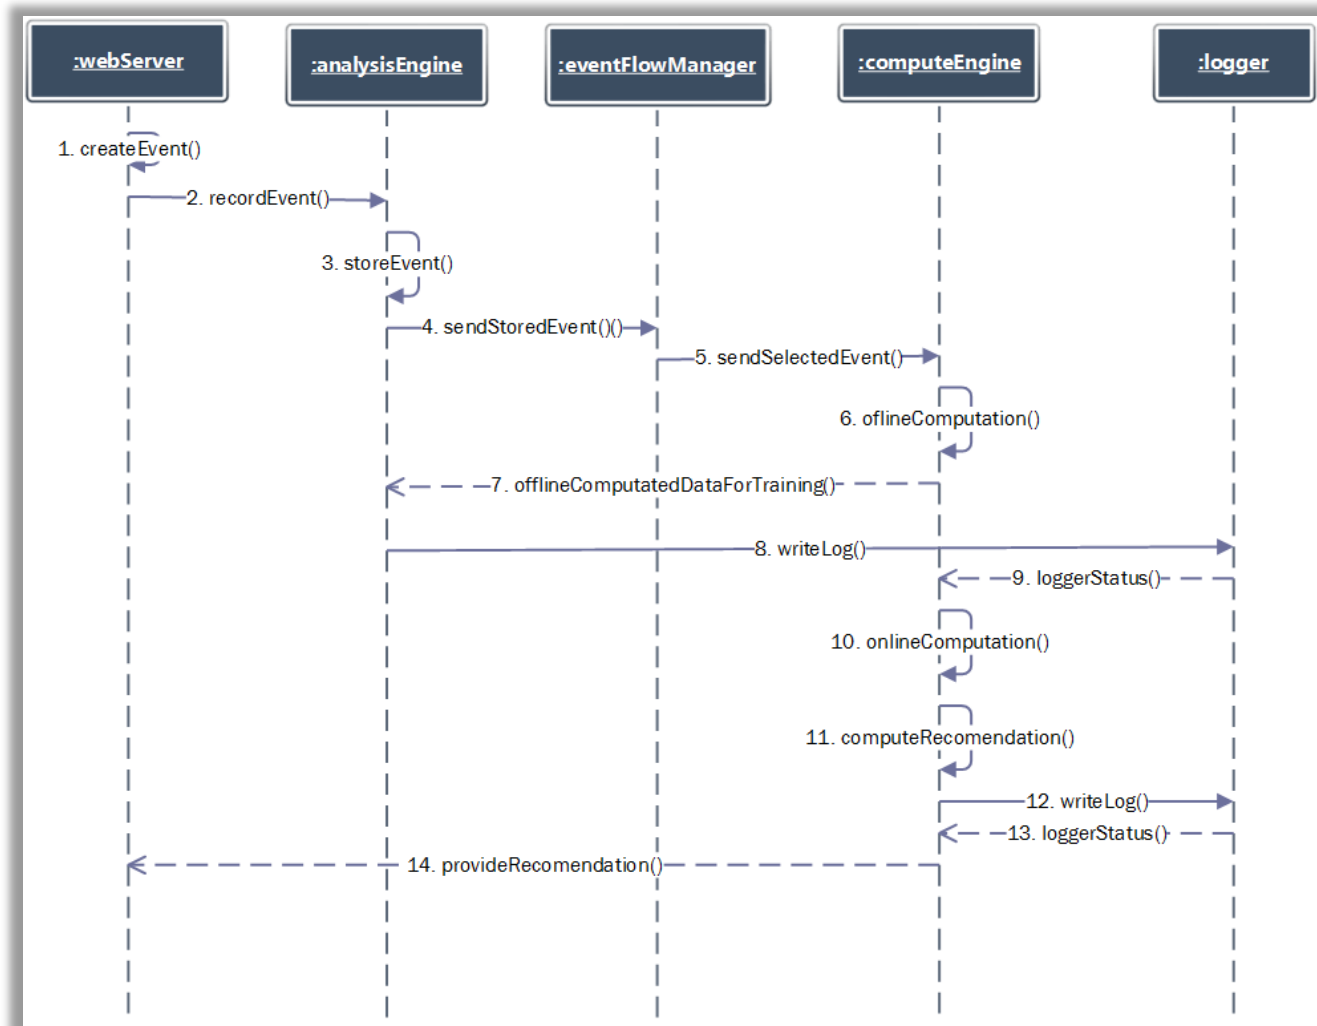 :webServer
:analysisEngine
:eventFlowManager
:computeEngine
:logger
1. createEvent()
2. recordEvent()
3. storeEvent()
4. sendStoredEvent()()
5. sendSelectedEvent()
6. oflineComputation()
7. offlineComputatedDataForTraining()
8. writeLog()
9. loggerStatus()
10. onlineComputation()
11. computeRecomendation()
12. writeLog()
13. loggerStatus()
14. provideRecomendation()